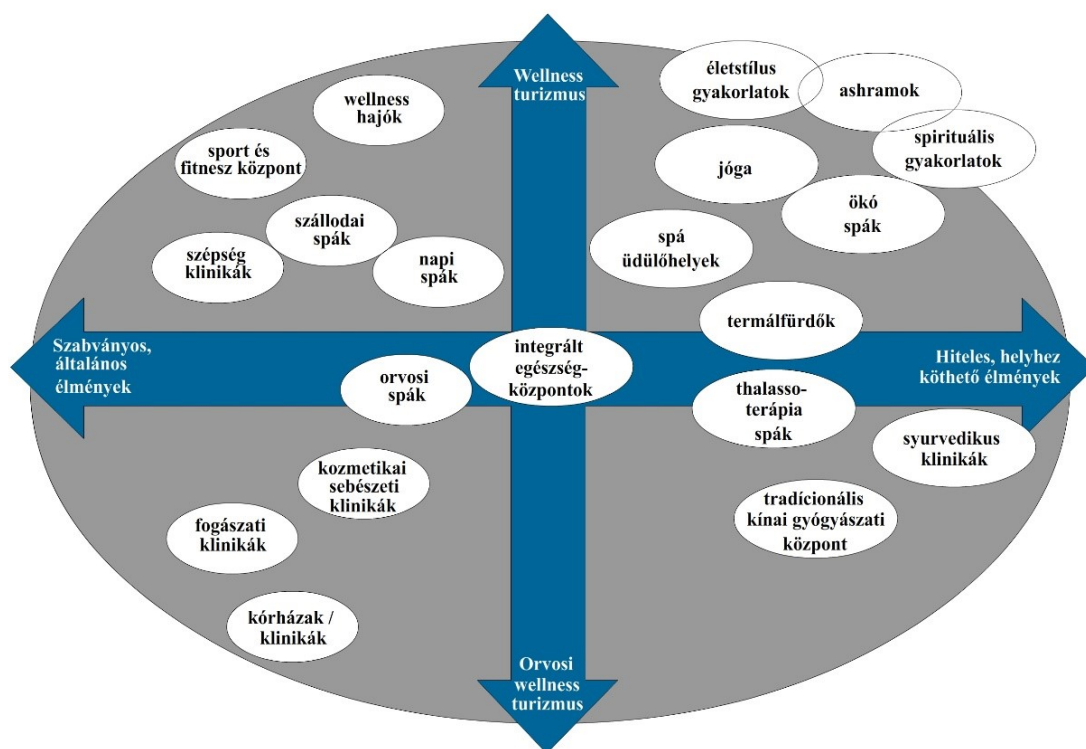 Wellness
turizmus
életstílus
gyakorlatok
ashramok
wellness
hajók
spirituális
gyakorlatok
sport és
fitnesz központ
jóga
ökó
spák
szállodai
spák
szépség
klinikák
napi
spák
spá
üdülőhelyek
termálfürdők
Szabványos,
általános
élmények
integrált
egészség-
központok
Hiteles, helyhez
köthető élmények
orvosi
spák
thalasso-
terápia
spák
syurvedikus
klinikák
kozmetikai
sebészeti
klinikák
tradícionális
kínai gyógyászati
központ
fogászati
klinikák
kórházak /
klinikák
Orvosi
wellness
turizmus